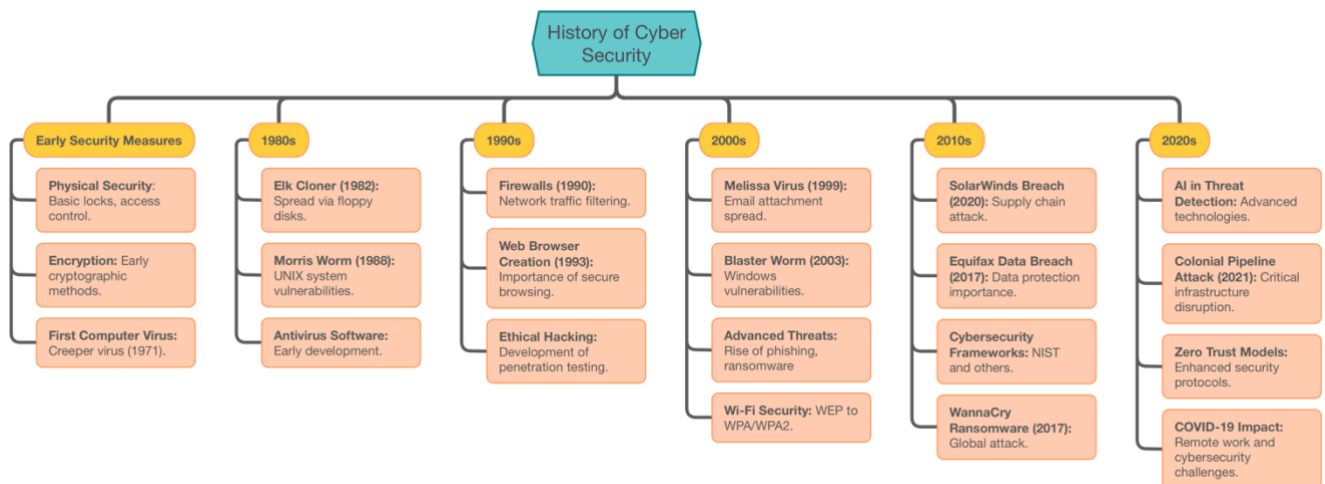 History of Cyber
Security
Early Security Measures
Physical Security:
Basic locks, access
control.
Encryption: Early
cryptographic
methods.
First Computer Virus:
Creeper virus (1971).
1980s
Elk Cloner (1982):
Spread via floppy
disks.
Morris Worm (1988):
UNIX system
vulnerabilities.
Antivirus Software:
Early development.
1990s
Firewalls (1990):
Network traffic filtering.
Web Browser
Creation (1993):
Importance of secure
browsing.
Ethical Hacking:
Development of
penetration testing.
2000s
Melissa Virus (1999):
Email attachment
spread.
Blaster Worm (2003):
Windows
vulnerabilities.
Advanced Threats:
Rise of phishing,
ransomware
Wi-Fi Security: WEP to
WPA/WPA2.
2010s
SolarWinds Breach
(2020): Supply chain
attack.
Equifax Data Breach
(2017): Data protection
importance.
Cybersecurity
Frameworks: NIST
and others.
WannaCry
Ransomware (2017):
Global attack.
2020s
AI in Threat
Detection: Advanced
technologies.
Colonial Pipeline
Attack (2021): Critical
infrastructure
disruption.
Zero Trust Models:
Enhanced security
protocols.
COVID-19 Impact:
Remote work and
cybersecurity
challenges.